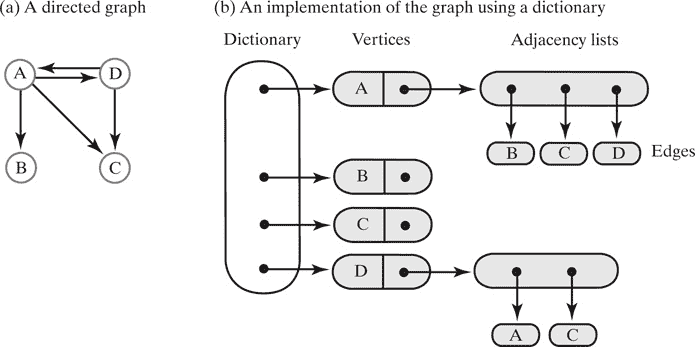 (a) A directed graph
A
D
B
C
(b) An implementation of the graph using a dictionary
Dictionary
Vertices
Adjacency lists
A
B
C
D
Edges
B
C
D
A
C